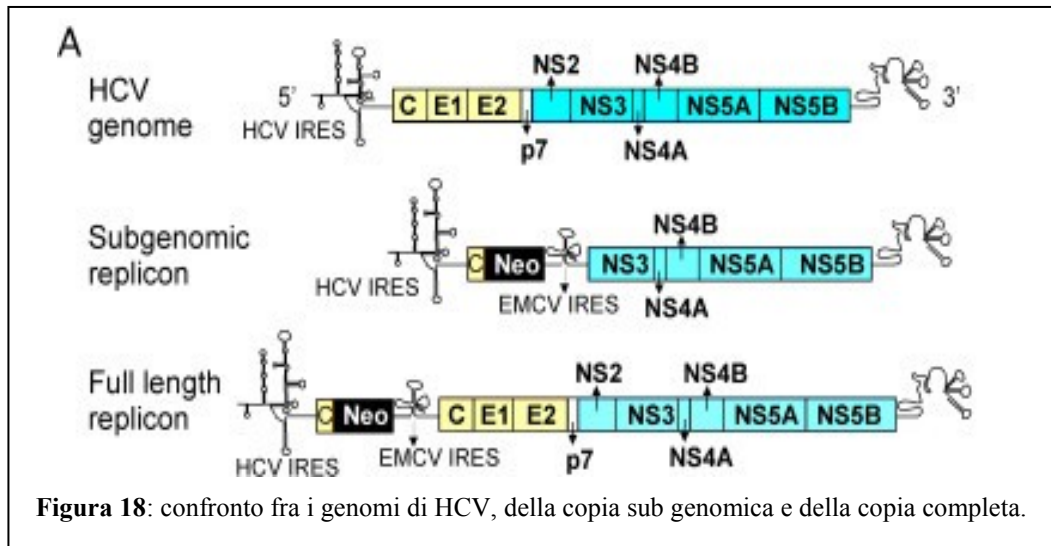 A
HCV
genome
5'
HCV IRES
C E1 E2
p7
NS2
NS3
NS4A
NS4B
NS5A NS5B
3'
Subgenomic
replicon
HCV IRES
C Neo
EMCV IRES
NS3
NS4A
NS4B
NS5A NS5B
Full length
replicon
HCV IRES
C Neo
EMCV IRES
C E1 E2
p7
NS2
NS3
NS4A
NS4B
NS5A NS5B
Figura 18: confronto fra i genomi di HCV, della copia sub genomica e della copia completa.